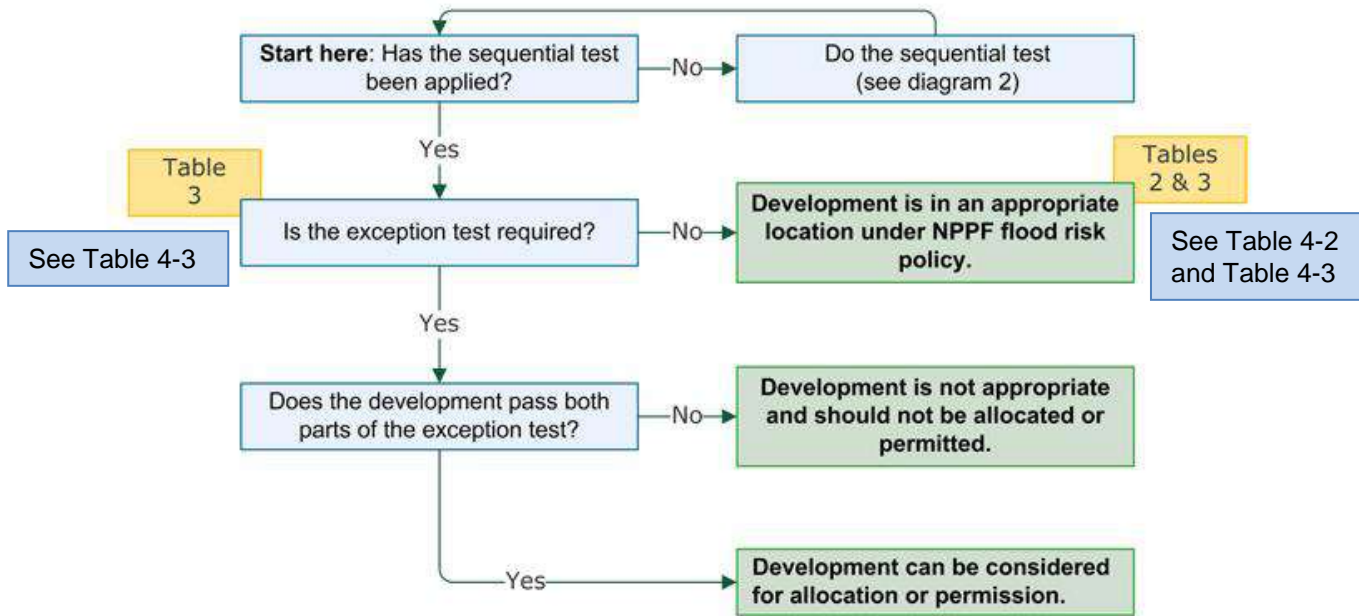 Start here: Has the sequential test
been applied?
No
Do the sequential test
(see diagram 2)
Yes
Table
3
Tables
2 & 3
See Table 4-3
Is the exception test required?
No
Development is in an appropriate
location under NPPF flood risk
policy.
See Table 4-2
and Table 4-3
Yes
Does the development pass both
parts of the exception test?
No
Development is not appropriate
and should not be allocated or
permitted.
Yes
Development can be considered
for allocation or permission.